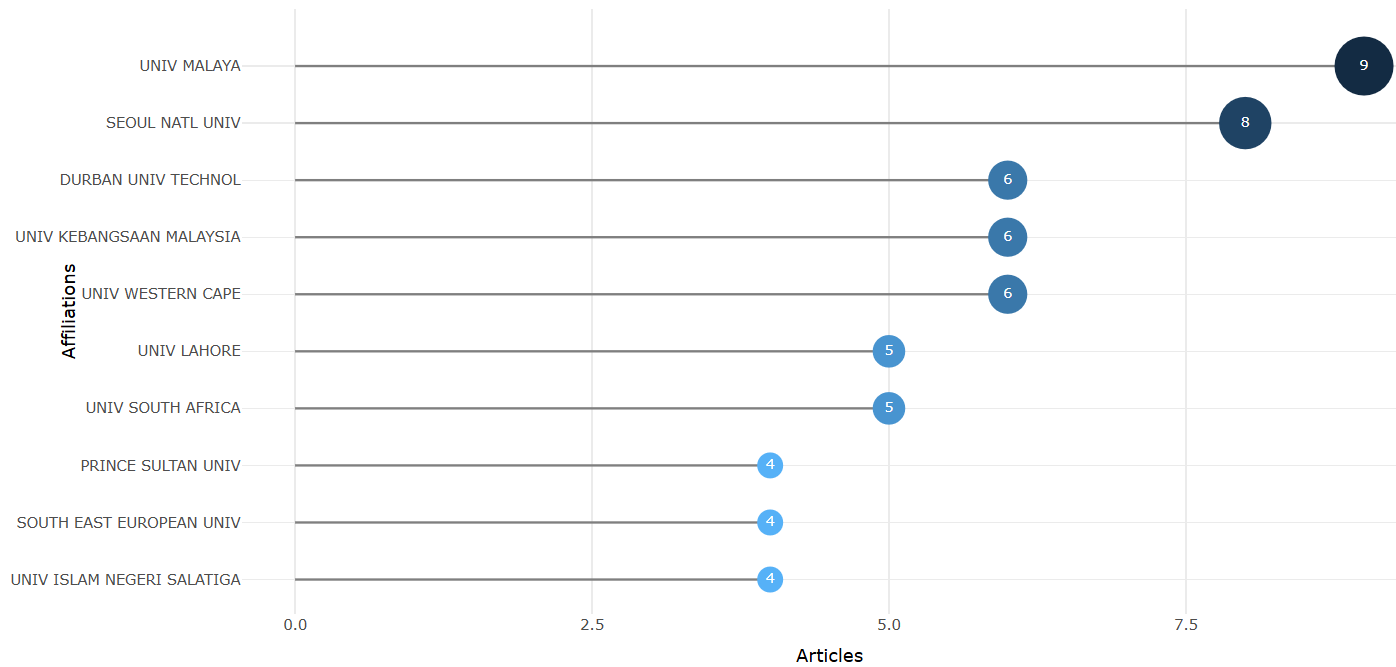 UNIV MALAYA 9
SEOUL NATL UNIV 8
DURBAN UNIV TECHNOL 6
UNIV KEBANGSAAN MALAYSIA 6
UNIV WESTERN CAPE 6
Affiliations
UNIV LAHORE 5
UNIV SOUTH AFRICA 5
PRINCE SULTAN UNIV 4
SOUTH EAST EUROPEAN UNIV 4
UNIV ISLAM NEGERI SALATIGA 4
0.0 2.5 5.0 7.5
Articles